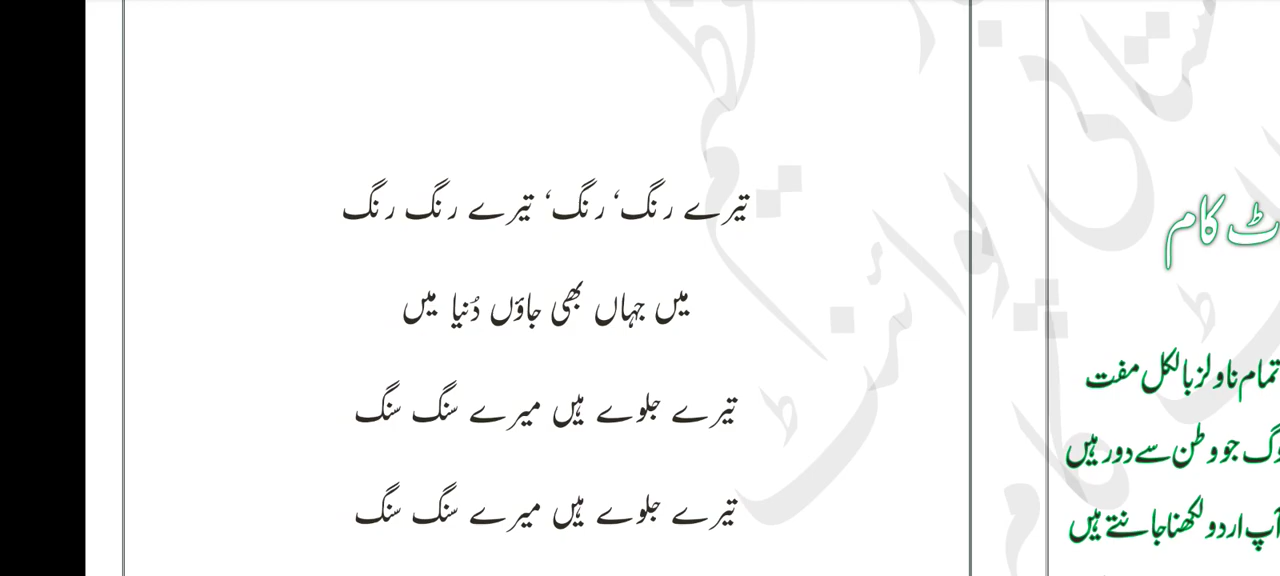 تیرے رنگ‘ رنگ‘ تیرے رنگ رنگ
میں جہاں بھی جاؤں دُنیا میں
تیرے جلوے ہیں میرے سنگ سنگ
تیرے جلوے ہیں میرے سنگ سنگ
کام
تمام ناولز بالکل مفت
جو وطن سے دور ہیں
آپ اردو لکھنا جانتے ہیں